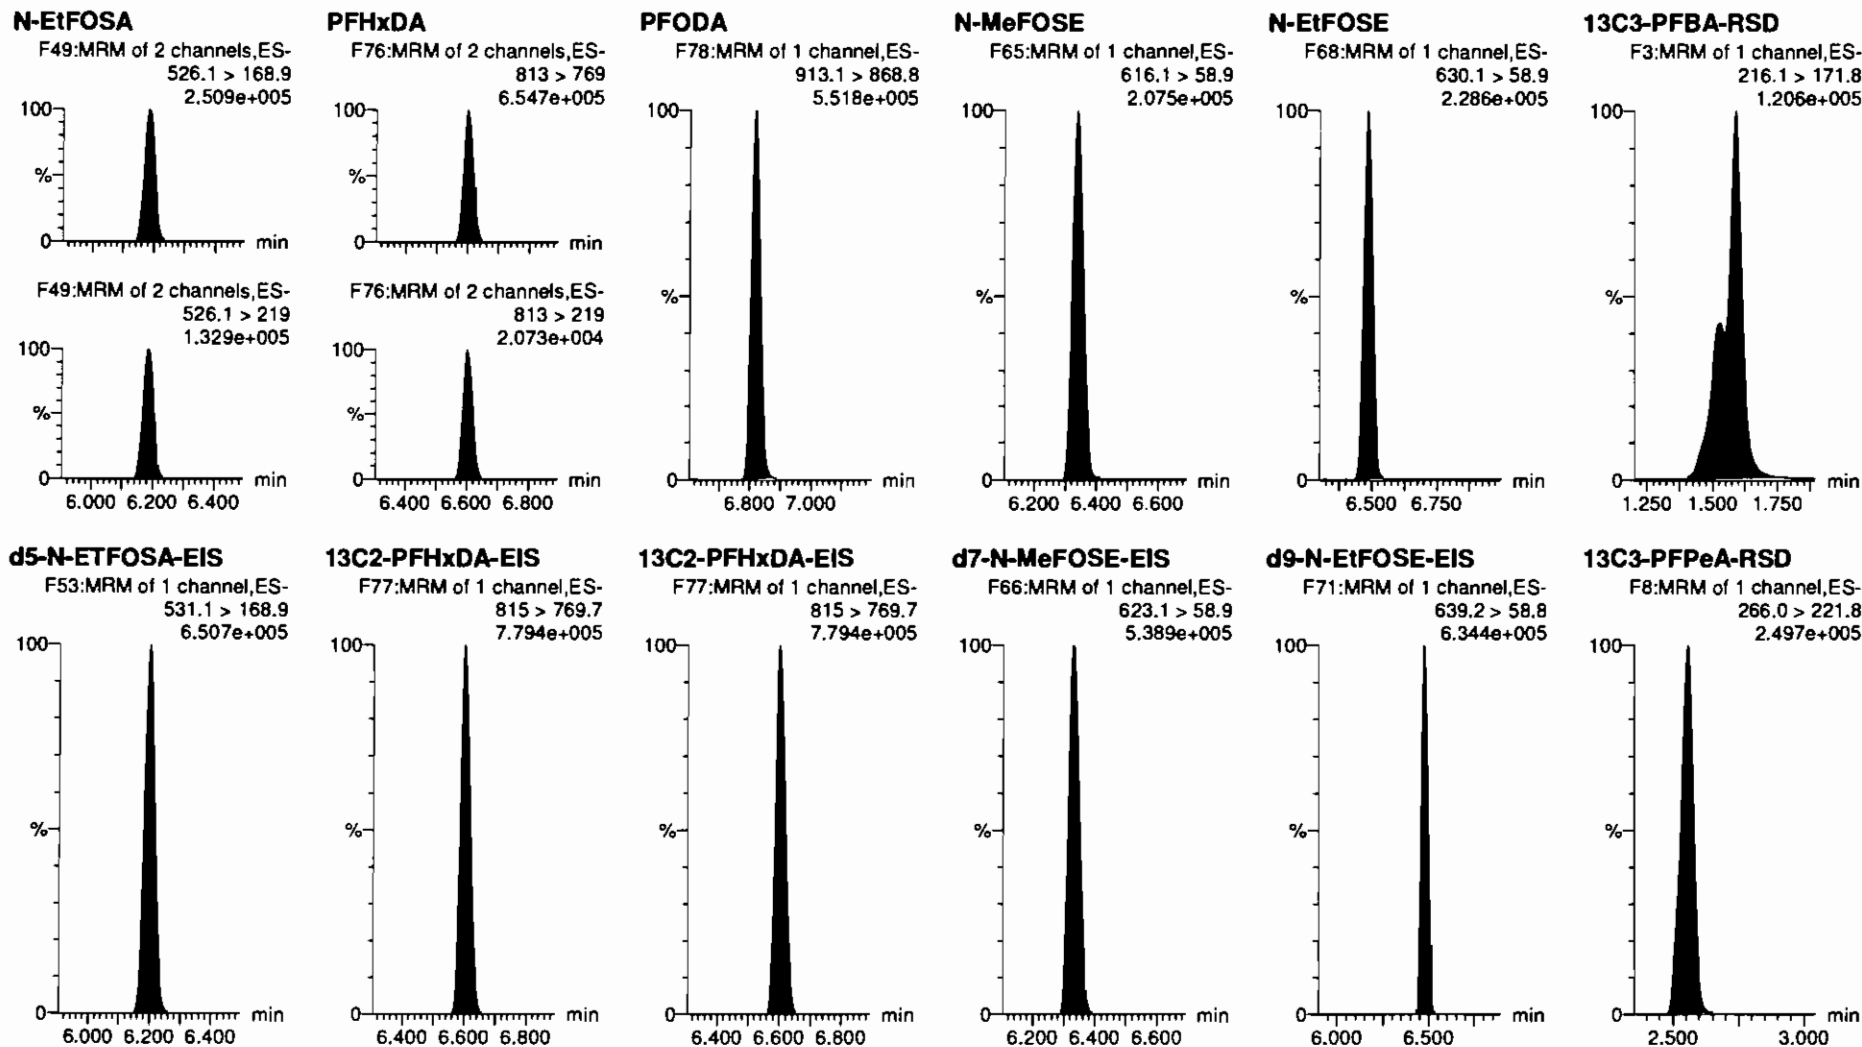 N-EtFOSA
F49:MRM of 2 channels,ES-
526.1 > 168.9
2.509e+005
100
%
0
min
F49:MRM of 2 channels,ES-
526.1 > 219
1.329e+005
100
%
0
min
6.000 6.200 6.400
PFHxDA
F76:MRM of 2 channels,ES-
813 > 769
6.547e+005
100
%
0
min
F76:MRM of 2 channels,ES-
813 > 219
2.073e+004
100
%
0
min
6.400 6.600 6.800
PFODA
F78:MRM of 1 channel,ES-
913.1 > 868.8
5.518e+005
100
%
0
min
6.800 7.000
N-MeFOSE
F65:MRM of 1 channel,ES-
616.1 > 58.9
2.075e+005
100
%
0
min
6.200 6.400 6.600
N-EtFOSE
F68:MRM of 1 channel,ES-
630.1 > 58.9
2.286e+005
100
%
0
min
6.500 6.750
13C3-PFBA-RSD
F3:MRM of 1 channel,ES-
216.1 > 171.8
1.206e+005
100
%
0
min
1.250 1.500 1.750
d5-N-ETFOSA-EIS
F53:MRM of 1 channel,ES-
531.1 > 168.9
6.507e+005
100
%
0
min
6.000 6.200 6.400
13C2-PFHxDA-EIS
F77:MRM of 1 channel,ES-
815 > 769.7
7.794e+005
100
%
0
min
6.400 6.600 6.800
13C2-PFHxDA-EIS
F77:MRM of 1 channel,ES-
815 > 769.7
7.794e+005
100
%
0
min
6.400 6.600 6.800
d7-N-MeFOSE-EIS
F66:MRM of 1 channel,ES-
623.1 > 58.9
5.389e+005
100
%
0
min
6.200 6.400 6.600
d9-N-EtFOSE-EIS
F71:MRM of 1 channel,ES-
639.2 > 58.8
6.344e+005
100
%
0
min
6.000 6.500
13C3-PFPeA-RSD
F8:MRM of 1 channel,ES-
266.0 > 221.8
2.497e+005
100
%
0
min
2.500 3.000